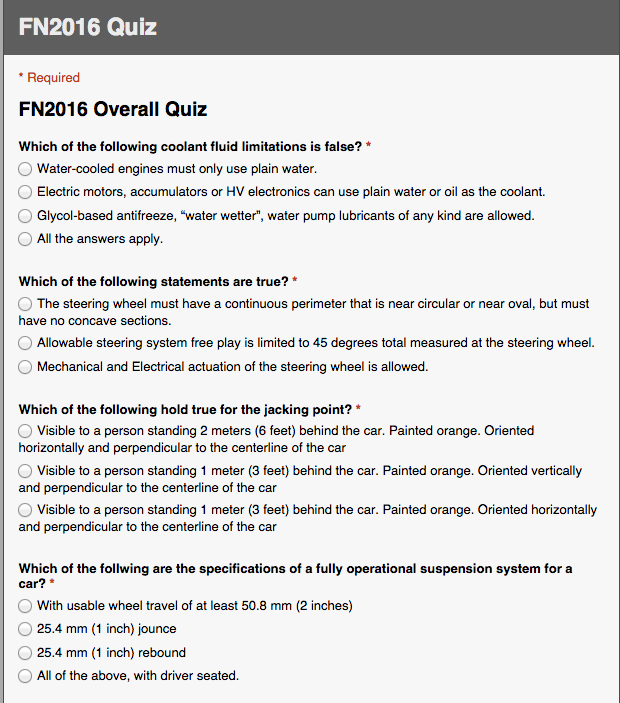 FN2016 Quiz
* Required
FN2016 Overall Quiz
Which of the following coolant fluid limitations is false? *
Water-cooled engines must only use plain water.
Electric motors, accumulators or HV electronics can use plain water or oil as the coolant.
Glycol-based antifreeze, “water wetter”, water pump lubricants of any kind are allowed.
All the answers apply.
Which of the following statements are true? *
The steering wheel must have a continuous perimeter that is near circular or near oval, but must
have no concave sections.
Allowable steering system free play is limited to 45 degrees total measured at the steering wheel.
Mechanical and Electrical actuation of the steering wheel is allowed.
Which of the following hold true for the jacking point? *
Visible to a person standing 2 meters (6 feet) behind the car. Painted orange. Oriented
horizontally and perpendicular to the centerline of the car
Visible to a person standing 1 meter (3 feet) behind the car. Painted orange. Oriented vertically
and perpendicular to the centerline of the car
Visible to a person standing 1 meter (3 feet) behind the car. Painted orange. Oriented horizontally
and perpendicular to the centerline of the car
Which of the follwing are the specifications of a fully operational suspension system for a
car? *
With usable wheel travel of at least 50.8 mm (2 inches)
25.4 mm (1 inch) jounce
25.4 mm (1 inch) rebound
All of the above, with driver seated.